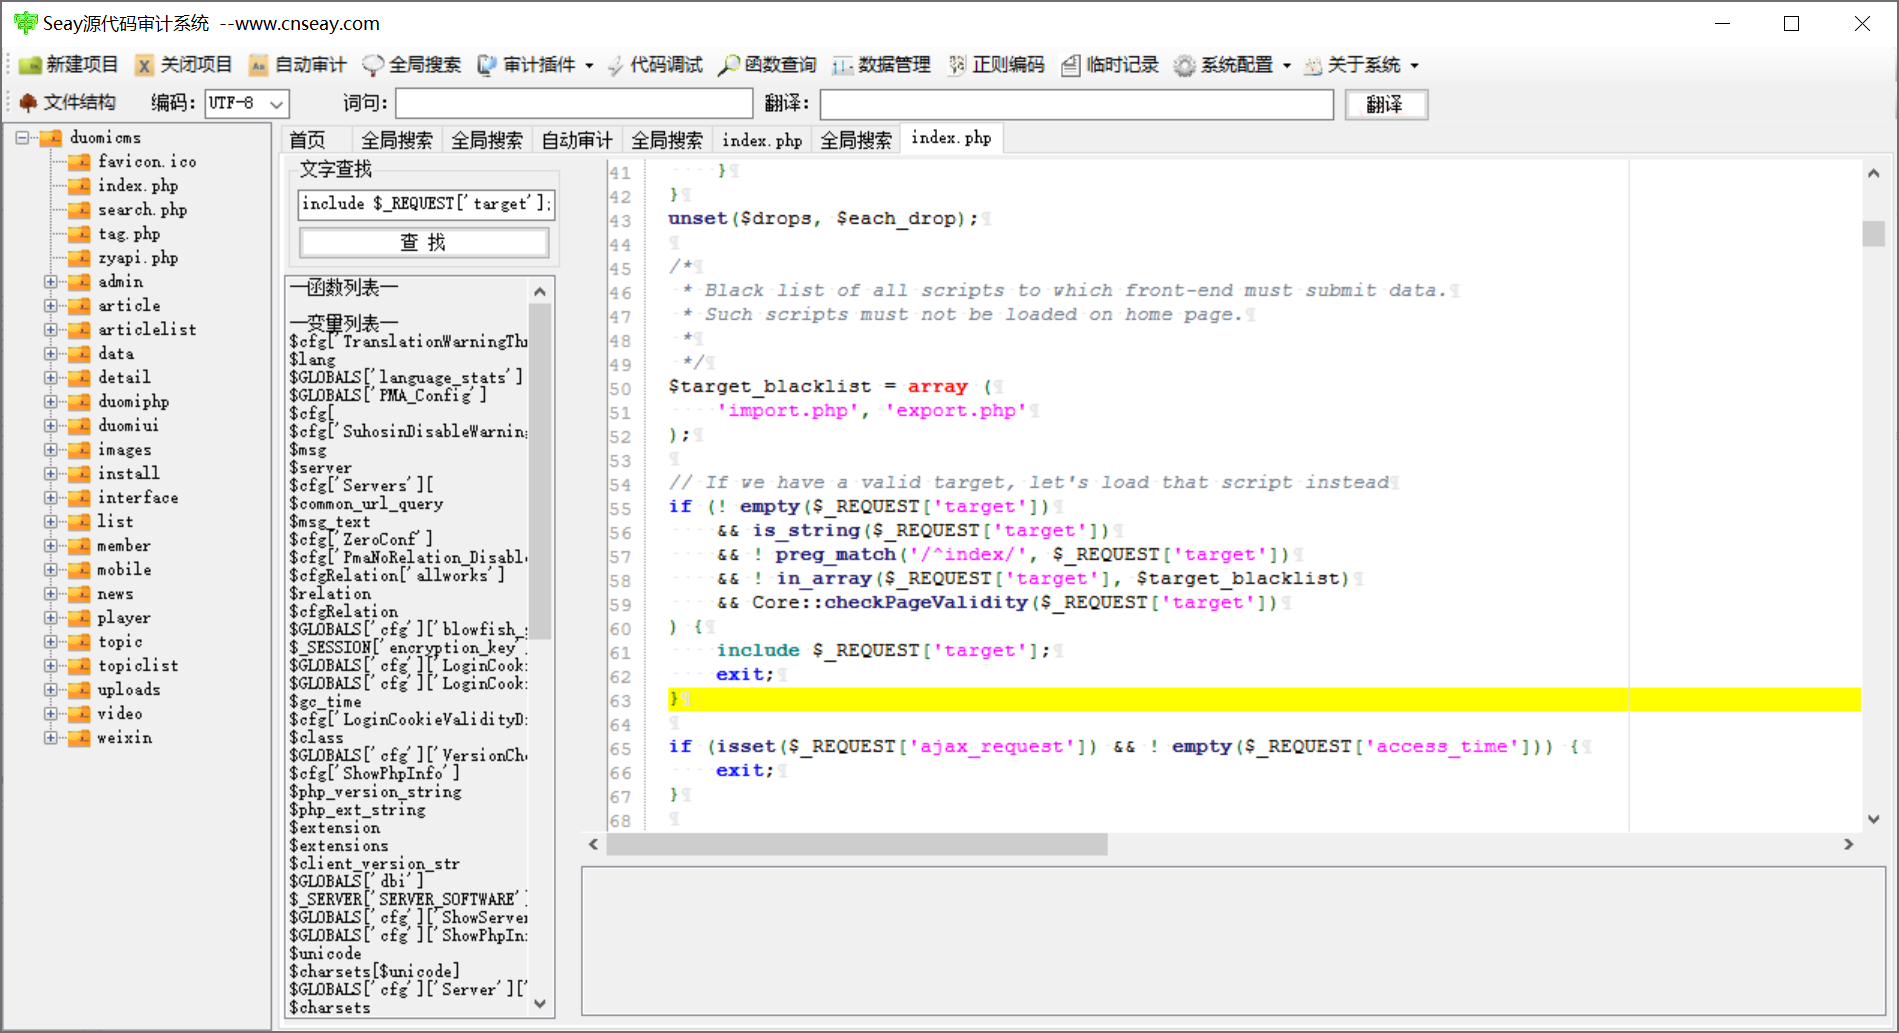 Seay源代码审计系统  --www.cnseay.com
新建项目 关闭项目 自动审计 全局搜索 审计插件 代码调试 函数查询 数据管理 正则编码 临时记录 系统配置 关于系统
文件结构 编码: UTF-8 词句: 翻译: 翻译
duomicms
favicon.ico
index.php
search.php
tag.php
zyapi.php
admin
article
articlelist
data
detail
duomiphp
duomiui
images
install
interface
list
member
mobile
news
player
topic
topiclist
uploads
video
weixin
首页 全局搜索 全局搜索 自动审计 全局搜索 index.php 全局搜索 index.php
文字查找
include $_REQUEST['target'];
查 找
—函数列表—
—变量列表—
$cfg['TranslationWarningThr
$lang
$GLOBALS['language_stats']
$GLOBALS['PMA_Config']
$cfg[
$cfg['SuhosinDisableWarning
$msg
$server
$cfg['Servers'][
$common_url_query
$msg_text
$cfg['ZeroConf']
$cfg['PmaNoRelation_Disable
$cfgRelation['allworks']
$relation
$cfgRelation
$GLOBALS['cfg']['blowfish_s
$_SESSION['encryption_key'
$GLOBALS['cfg']['LoginCooki
$GLOBALS['cfg']['LoginCooki
$gc_time
$cfg['LoginCookieValidityDi
$class
$GLOBALS['cfg']['VersionChe
$cfg['ShowPhpInfo']
$php_version_string
$php_ext_string
$extension
$extensions
$client_version_str
$GLOBALS['dbi']
$_SERVER['SERVER_SOFTWARE']
$GLOBALS['cfg']['ShowServer
$GLOBALS['cfg']['ShowPhpIn
$unicode
$charsets[$unicode]
$GLOBALS['cfg']['Server']['
$charsets
41     }¶
42 }¶
43 unset($drops, $each_drop);¶
44 ¶
45 /*¶
46  * Black list of all scripts to which front-end must submit data.¶
47  * Such scripts must not be loaded on home page.¶
48  *¶
49  */¶
50 $target_blacklist = array (¶
51     'import.php', 'export.php'¶
52 );¶
53 ¶
54 // If we have a valid target, let's load that script instead¶
55 if (! empty($_REQUEST['target'])¶
56     && is_string($_REQUEST['target'])¶
57     && ! preg_match('/^index/', $_REQUEST['target'])¶
58     && ! in_array($_REQUEST['target'], $target_blacklist)¶
59     && Core::checkPageValidity($_REQUEST['target'])¶
60 ) {¶
61     include $_REQUEST['target'];¶
62     exit;¶
63 }¶
64 ¶
65 if (isset($_REQUEST['ajax_request']) && ! empty($_REQUEST['access_time'])) {¶
66     exit;¶
67 }¶
68 ¶